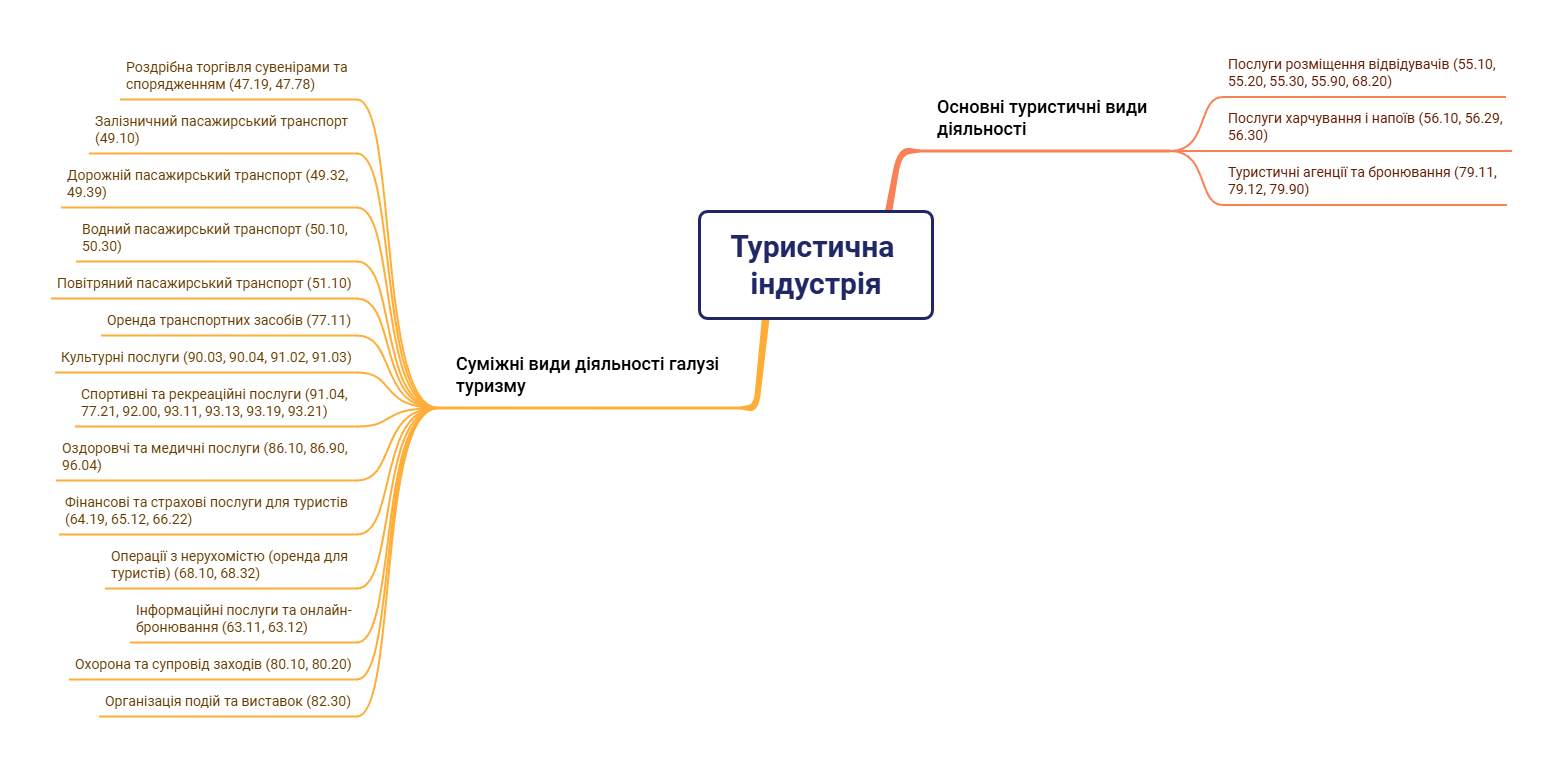 Туристична
індустрія
Основні туристичні види
діяльності
Послуги розміщення відвідувачів (55.10,
55.20, 55.30, 55.90, 68.20)
Послуги харчування і напоїв (56.10, 56.29,
56.30)
Туристичні агенції та бронювання (79.11,
79.12, 79.90)
Суміжні види діяльності галузі
туризму
Роздрібна торгівля сувенірами та
спорядженням (47.19, 47.78)
Залізничний пасажирський транспорт
(49.10)
Дорожній пасажирський транспорт (49.32,
49.39)
Водний пасажирський транспорт (50.10,
50.30)
Повітряний пасажирський транспорт (51.10)
Оренда транспортних засобів (77.11)
Культурні послуги (90.03, 90.04, 91.02, 91.03)
Спортивні та рекреаційні послуги (91.04,
77.21, 92.00, 93.11, 93.13, 93.19, 93.21)
Оздоровчі та медичні послуги (86.10, 86.90,
96.04)
Фінансові та страхові послуги для туристів
(64.19, 65.12, 66.22)
Операції з нерухомістю (оренда для
туристів) (68.10, 68.32)
Інформаційні послуги та онлайн-
бронювання (63.11, 63.12)
Охорона та супровід заходів (80.10, 80.20)
Організація подій та виставок (82.30)